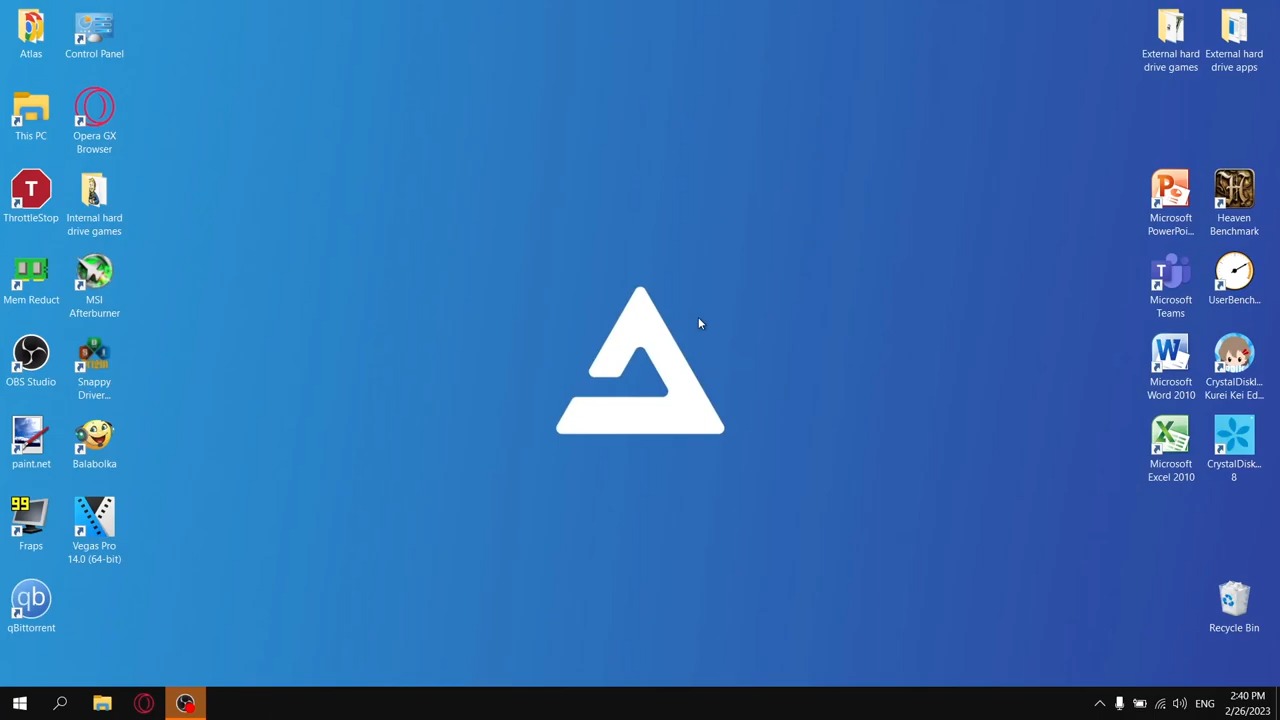 Atlas
Control Panel
This PC
Opera GX
Browser
T
ThrottleStop
Internal hard
drive games
Mem Reduct
MSI
Afterburner
OBS Studio
Snappy
Driver...
paint.net
Balabolka
99
Fraps
Vegas Pro
14.0 (64-bit)
qb
qBittorrent
External hard
drive games
External hard
drive apps
P
Microsoft
PowerPoi...
H
Heaven
Benchmark
T
Microsoft
Teams
UserBench...
W
Microsoft
Word 2010
CrystalDiskI...
Kurei Kei Ed...
X
Microsoft
Excel 2010
CrystalDisk...
8
Recycle Bin
ENG
2:40 PM
2/26/2023